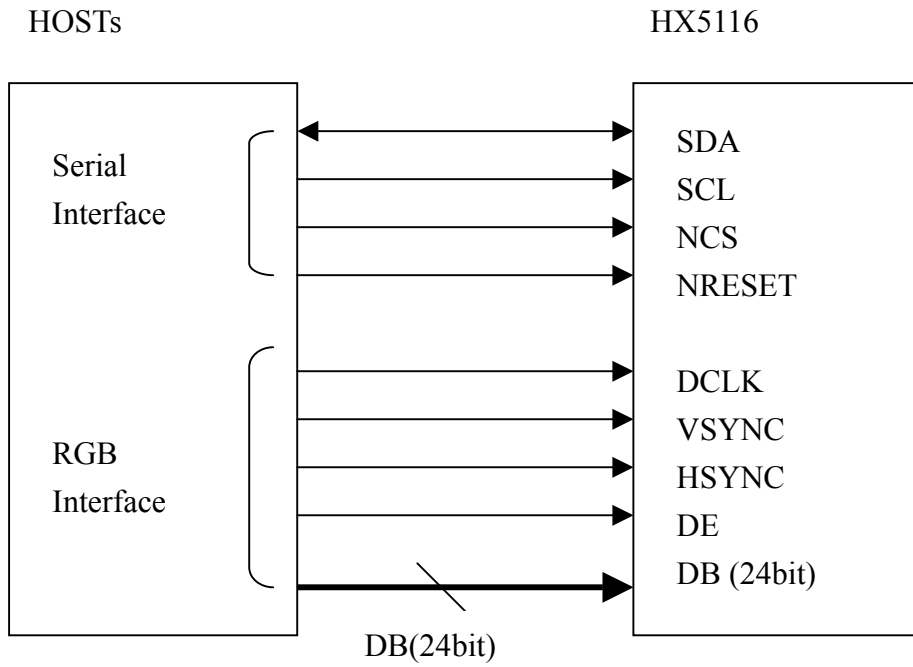 HOSTs
HX5116
Serial
Interface
SDA
SCL
NCS
NRESET
RGB
Interface
DCLK
VSYNC
HSYNC
DE
DB (24bit)
DB(24bit)